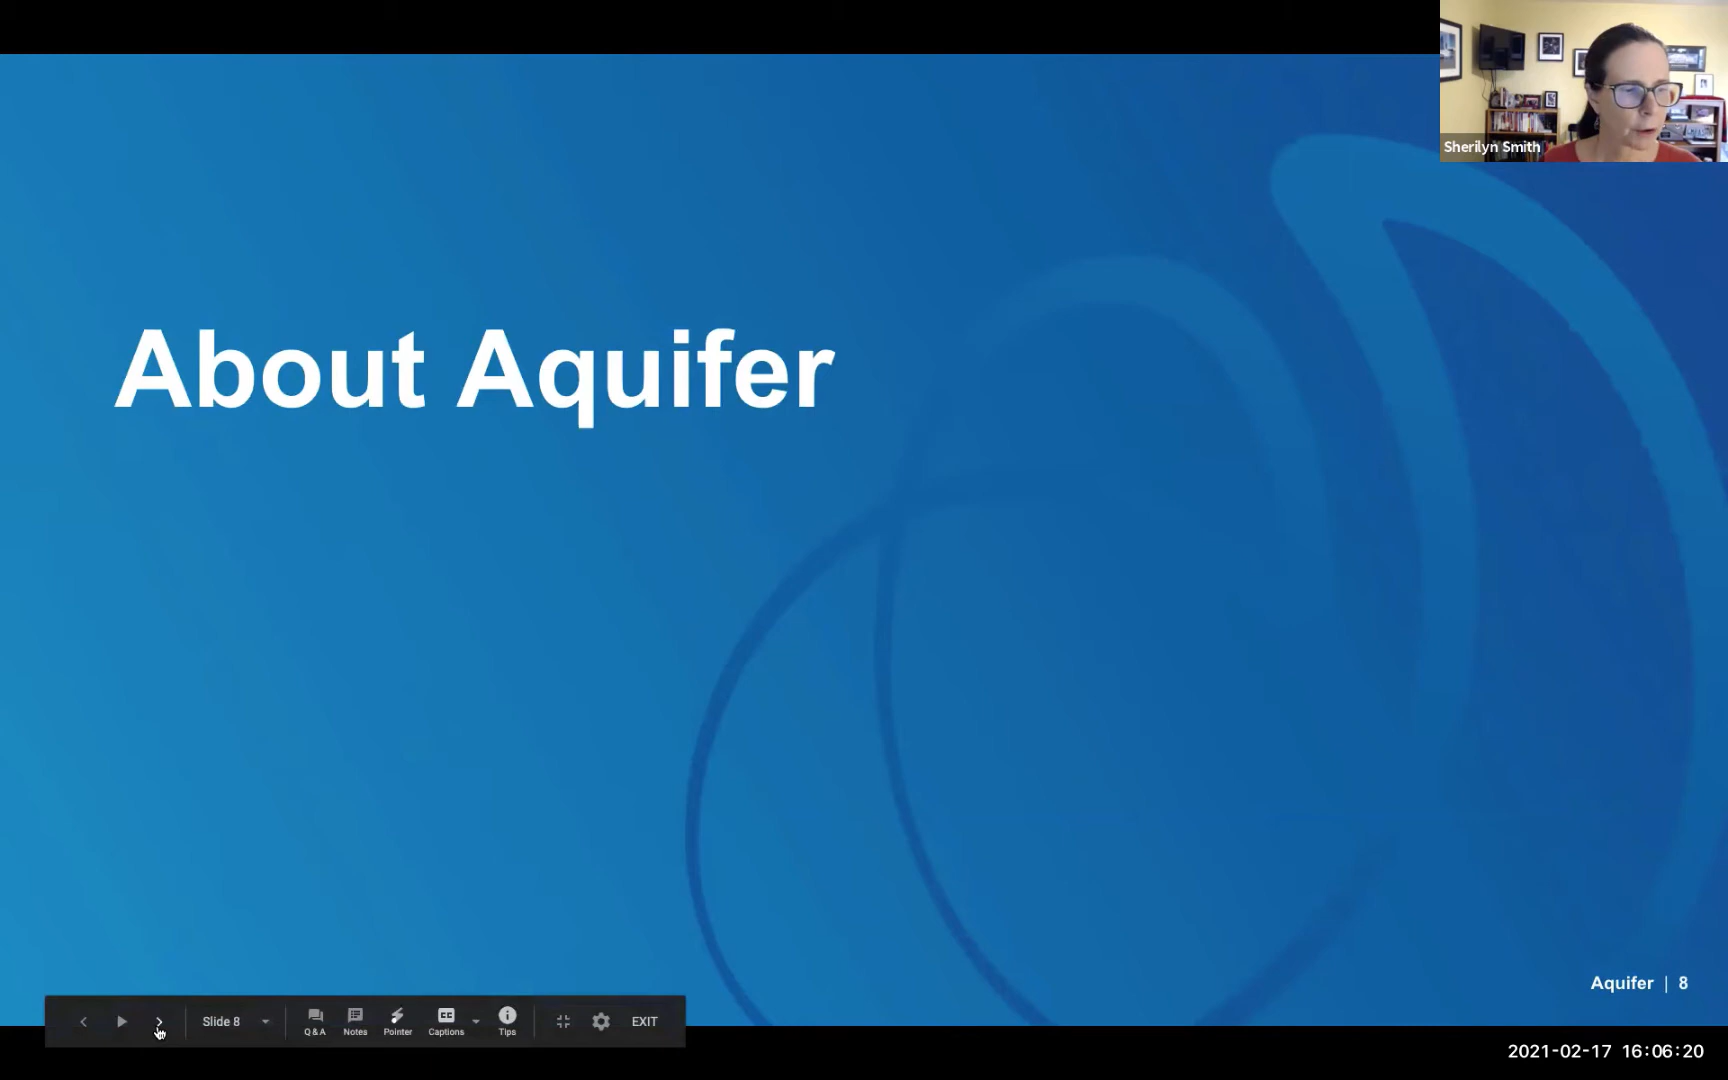 Sherilyn Smith
About Aquifer
Aquifer | 8
Slide 8
Q&A
Notes
Pointer
CC
Captions
Tips
EXIT
2021-02-17 16:06:20